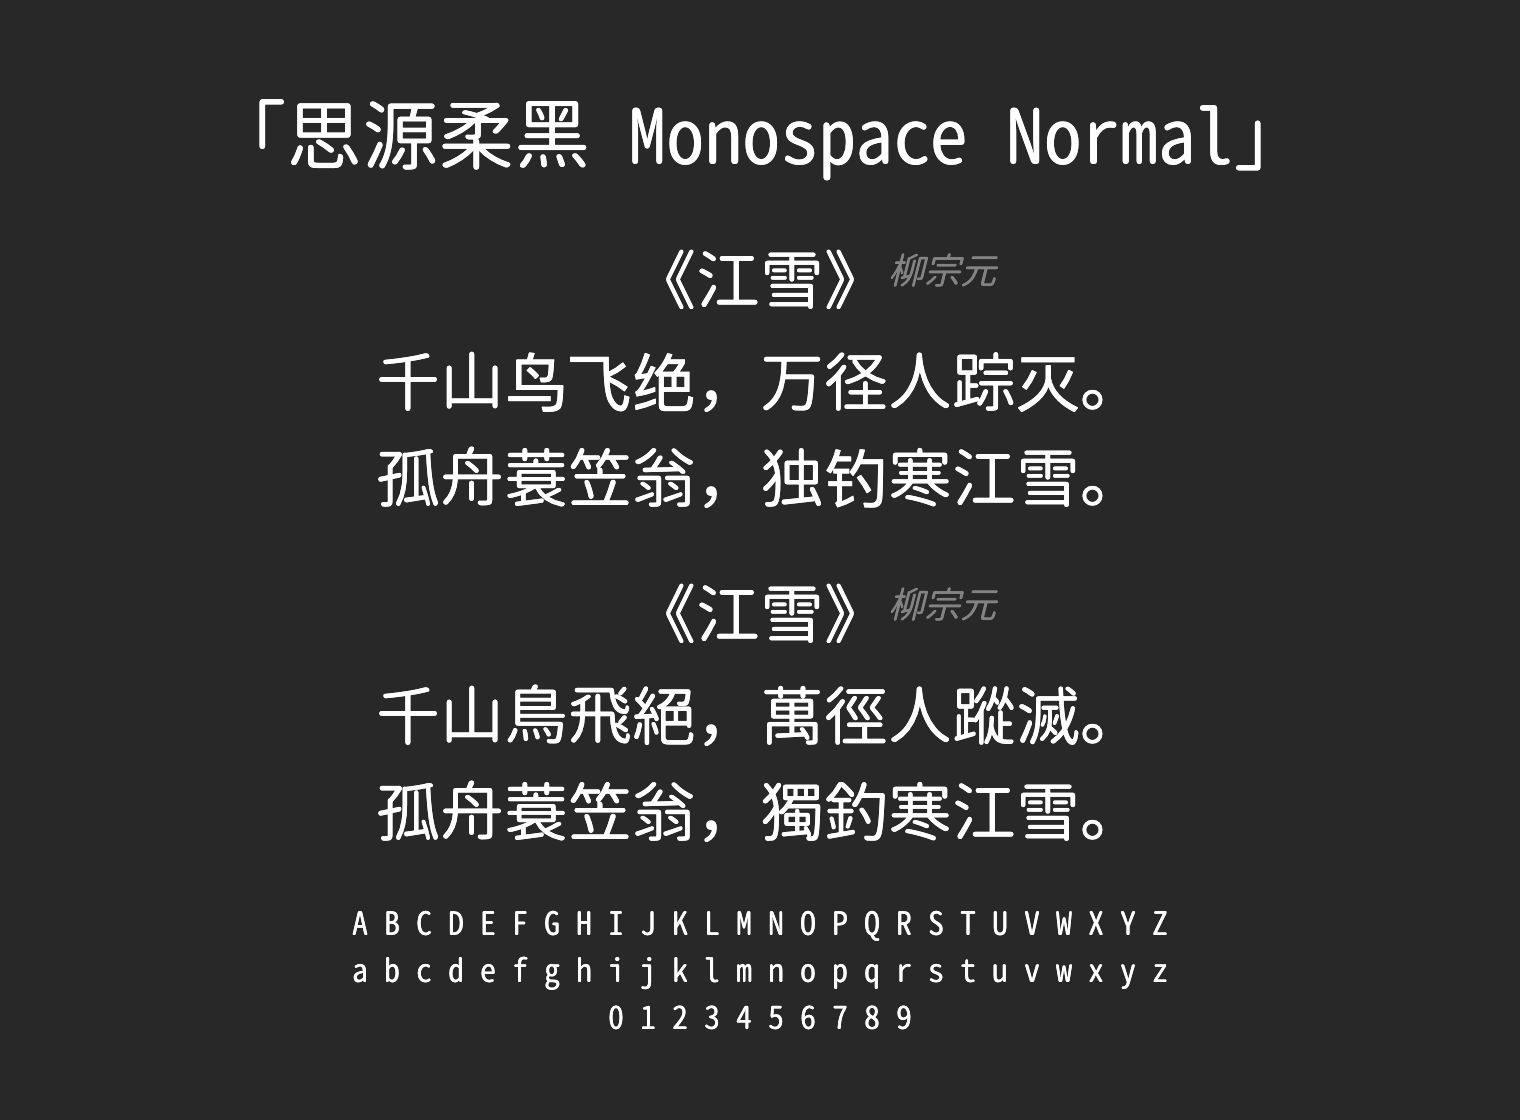 「思源柔黑 Monospace Normal」
《江雪》 柳宗元
千山鸟飞绝，万径人踪灭。
孤舟蓑笠翁，独钓寒江雪。
《江雪》 柳宗元
千山鳥飛絕，萬徑人蹤滅。
孤舟蓑笠翁，獨釣寒江雪。
A B C D E F G H I J K L M N O P Q R S T U V W X Y Z
a b c d e f g h i j k l m n o p q r s t u v w x y z
0 1 2 3 4 5 6 7 8 9